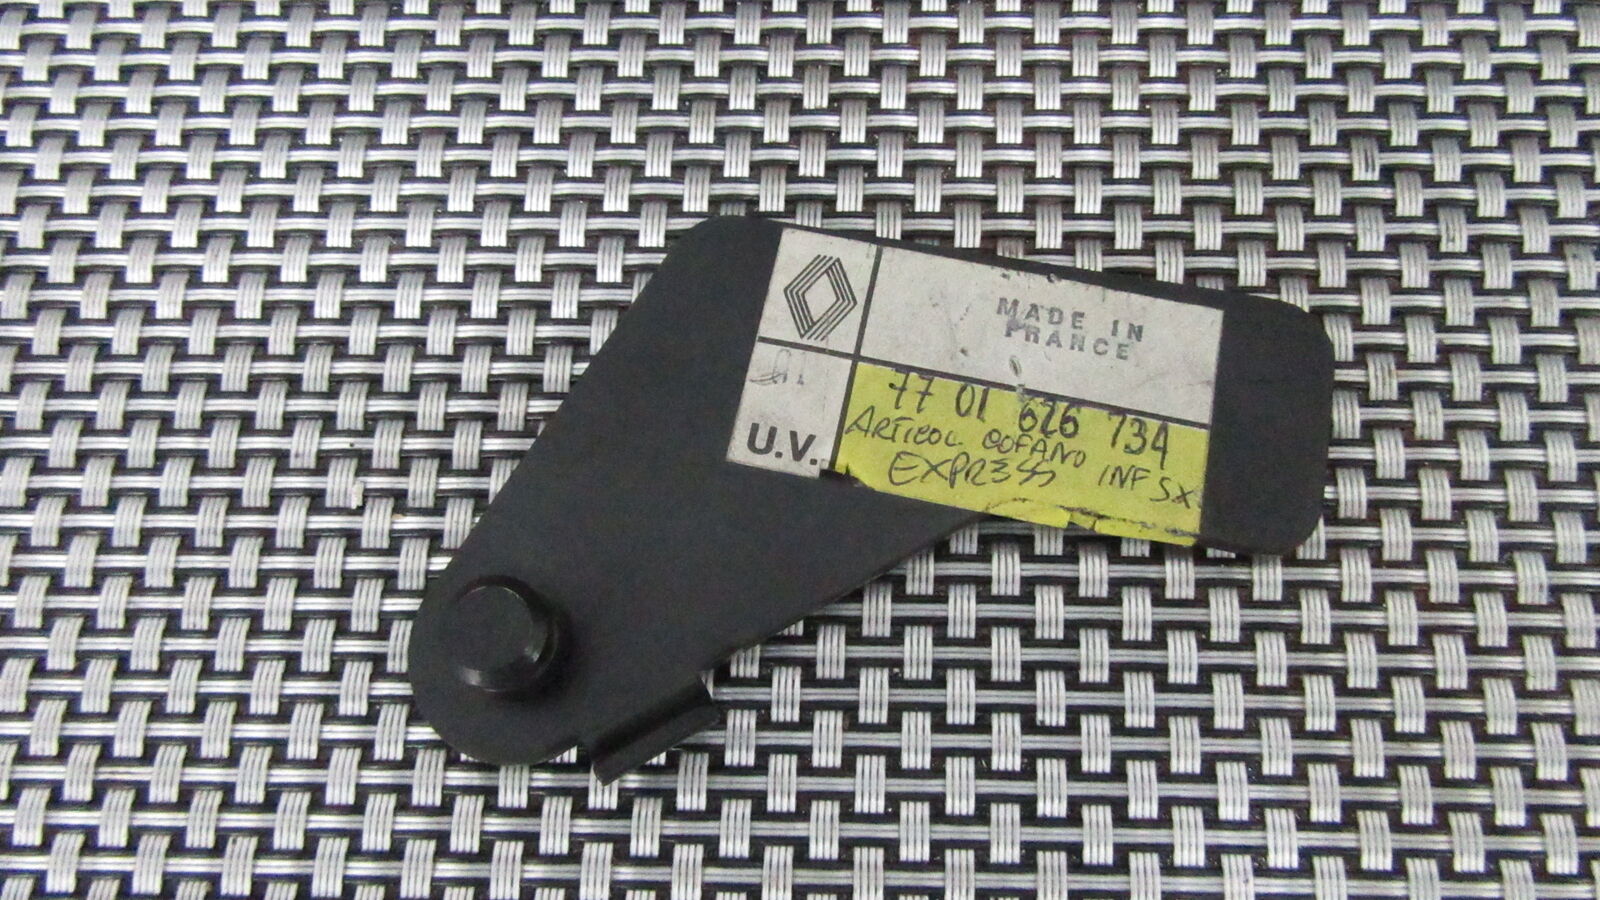 MADE IN
FRANCE
77 01 626 734
ARTICOL COFANO INF SX
EXPRESS
U.V.